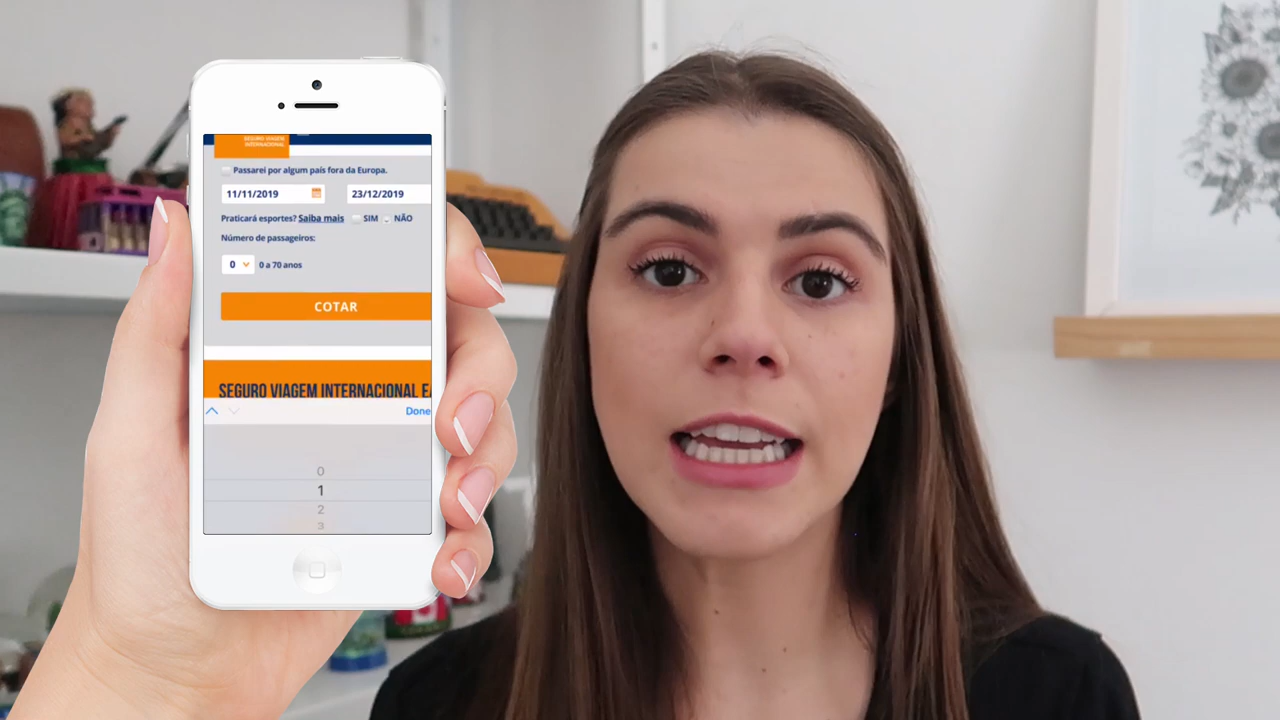 SEGURO VIAGEM
INTERNACIONAL
Passarei por algum país fora da Europa.
11/11/2019 23/12/2019
Praticará esportes? Saiba mais SIM NÃO
Número de passageiros:
0 0 a 70 anos
COTAR
SEGURO VIAGEM INTERNACIONAL
Done
0
1
2
3